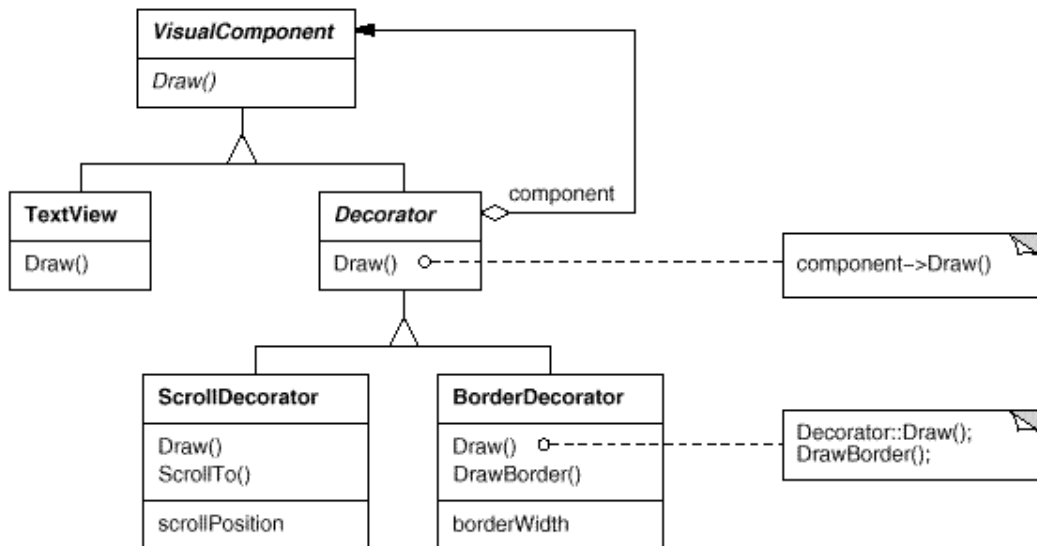 VisualComponent
Draw()
component
TextView
Draw()
Decorator
Draw()
component->Draw()
ScrollDecorator
Draw()
ScrollTo()
scrollPosition
BorderDecorator
Draw()
DrawBorder()
borderWidth
Decorator::Draw();
DrawBorder();